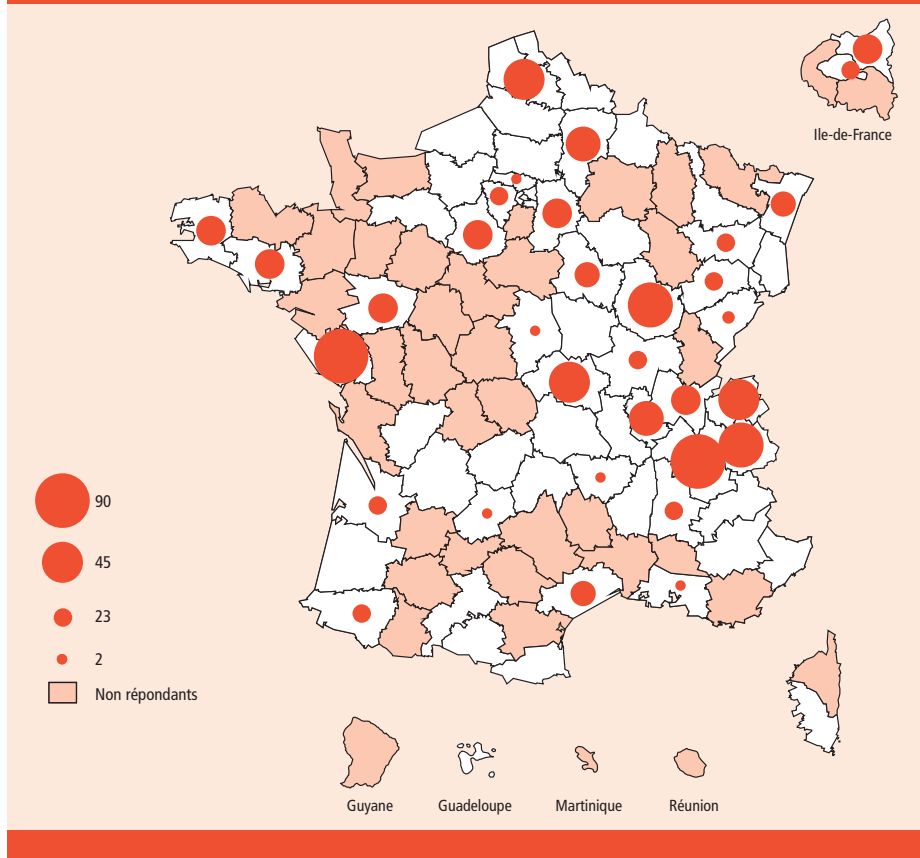 Ile-de-France
90
45
23
2
Non répondants
Guyane
Guadeloupe
Martinique
Réunion